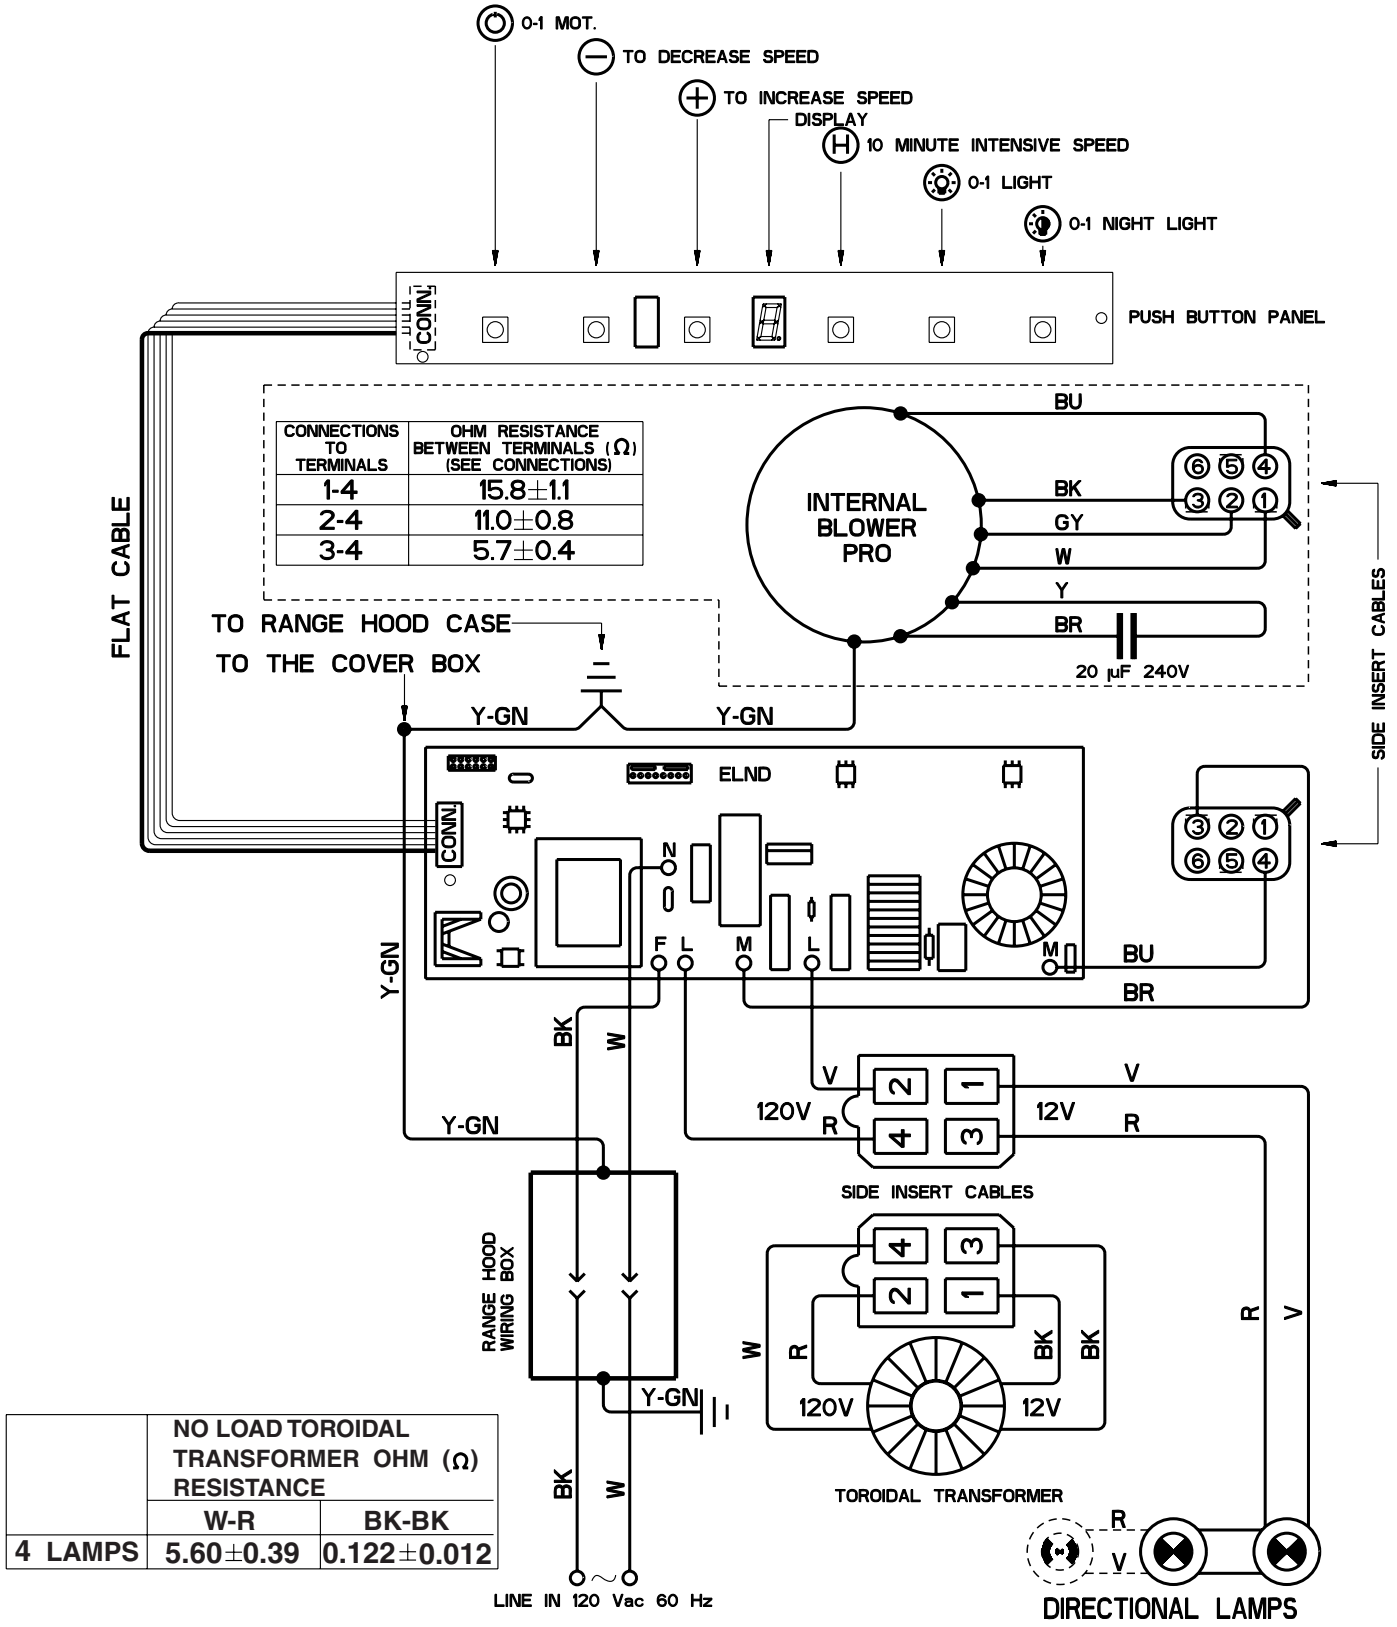 0-1 MOT.
TO DECREASE SPEED
TO INCREASE SPEED
DISPLAY
H 10 MINUTE INTENSIVE SPEED
0-1 LIGHT
0-1 NIGHT LIGHT
CONN.
8.
PUSH BUTTON PANEL
FLAT CABLE
CONNECTIONS TO TERMINALS
OHM RESISTANCE BETWEEN TERMINALS (Ω) (SEE CONNECTIONS)
1-4 15.8±1.1
2-4 11.0±0.8
3-4 5.7±0.4
INTERNAL
BLOWER
PRO
BU
BK
GY
W
Y
BR
20 µF 240V
6 5 4
3 2 1
SIDE INSERT CABLES
TO RANGE HOOD CASE
TO THE COVER BOX
Y-GN Y-GN
ELND
CONN.
N
F L M L M
3 2 1
6 5 4
BU
BR
Y-GN
BK
W
Y-GN
V
R
120V
2 1
4 3
12V
V
R
SIDE INSERT CABLES
4 3
2 1
W
R
BK
BK
120V
12V
TOROIDAL TRANSFORMER
R
V
RANGE HOOD
WIRING BOX
Y-GN
BK
W
LINE IN 120 Vac 60 Hz
NO LOAD TOROIDAL
TRANSFORMER OHM (Ω)
RESISTANCE
W-R BK-BK
4 LAMPS 5.60±0.39 0.122±0.012
R
V
DIRECTIONAL LAMPS